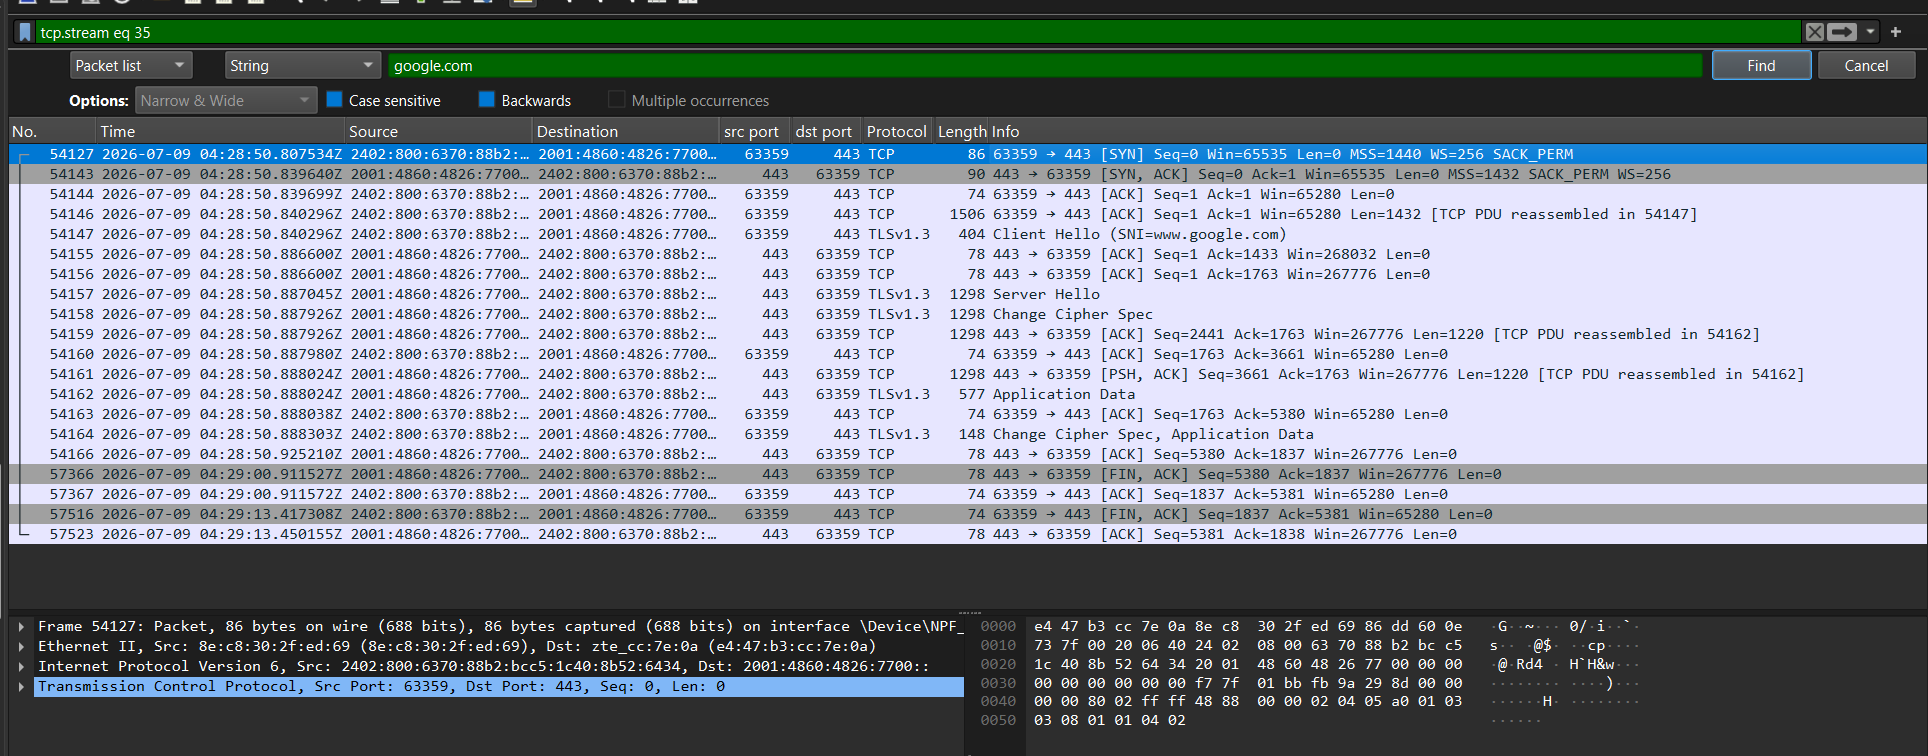 tcp.stream eq 35
Packet list String google.com Find Cancel
Options: Narrow & Wide Case sensitive Backwards Multiple occurrences
No. Time Source Destination src port dst port Protocol Length Info
54127 2026-07-09 04:28:50.807534Z 2402:800:6370:88b2:… 2001:4860:4826:7700… 63359 443 TCP 86 63359 → 443 [SYN] Seq=0 Win=65535 Len=0 MSS=1440 WS=256 SACK_PERM
54143 2026-07-09 04:28:50.839640Z 2001:4860:4826:7700… 2402:800:6370:88b2:… 443 63359 TCP 90 443 → 63359 [SYN, ACK] Seq=0 Ack=1 Win=65535 Len=0 MSS=1432 SACK_PERM WS=256
54144 2026-07-09 04:28:50.839699Z 2402:800:6370:88b2:… 2001:4860:4826:7700… 63359 443 TCP 74 63359 → 443 [ACK] Seq=1 Ack=1 Win=65280 Len=0
54146 2026-07-09 04:28:50.840296Z 2402:800:6370:88b2:… 2001:4860:4826:7700… 63359 443 TCP 1506 63359 → 443 [ACK] Seq=1 Ack=1 Win=65280 Len=1432 [TCP PDU reassembled in 54147]
54147 2026-07-09 04:28:50.840296Z 2402:800:6370:88b2:… 2001:4860:4826:7700… 63359 443 TLSv1.3 404 Client Hello (SNI=www.google.com)
54155 2026-07-09 04:28:50.886600Z 2001:4860:4826:7700… 2402:800:6370:88b2:… 443 63359 TCP 78 443 → 63359 [ACK] Seq=1 Ack=1433 Win=268032 Len=0
54156 2026-07-09 04:28:50.886600Z 2001:4860:4826:7700… 2402:800:6370:88b2:… 443 63359 TCP 78 443 → 63359 [ACK] Seq=1 Ack=1763 Win=267776 Len=0
54157 2026-07-09 04:28:50.887045Z 2001:4860:4826:7700… 2402:800:6370:88b2:… 443 63359 TLSv1.3 1298 Server Hello
54158 2026-07-09 04:28:50.887926Z 2001:4860:4826:7700… 2402:800:6370:88b2:… 443 63359 TLSv1.3 1298 Change Cipher Spec
54159 2026-07-09 04:28:50.887926Z 2001:4860:4826:7700… 2402:800:6370:88b2:… 443 63359 TCP 1298 443 → 63359 [ACK] Seq=2441 Ack=1763 Win=267776 Len=1220 [TCP PDU reassembled in 54162]
54160 2026-07-09 04:28:50.887980Z 2402:800:6370:88b2:… 2001:4860:4826:7700… 63359 443 TCP 74 63359 → 443 [ACK] Seq=1763 Ack=3661 Win=65280 Len=0
54161 2026-07-09 04:28:50.888024Z 2001:4860:4826:7700… 2402:800:6370:88b2:… 443 63359 TCP 1298 443 → 63359 [PSH, ACK] Seq=3661 Ack=1763 Win=267776 Len=1220 [TCP PDU reassembled in 54162]
54162 2026-07-09 04:28:50.888024Z 2001:4860:4826:7700… 2402:800:6370:88b2:… 443 63359 TLSv1.3 577 Application Data
54163 2026-07-09 04:28:50.888038Z 2402:800:6370:88b2:… 2001:4860:4826:7700… 63359 443 TCP 74 63359 → 443 [ACK] Seq=1763 Ack=5380 Win=65280 Len=0
54164 2026-07-09 04:28:50.888303Z 2402:800:6370:88b2:… 2001:4860:4826:7700… 63359 443 TLSv1.3 148 Change Cipher Spec, Application Data
54166 2026-07-09 04:28:50.925210Z 2001:4860:4826:7700… 2402:800:6370:88b2:… 443 63359 TCP 78 443 → 63359 [ACK] Seq=5380 Ack=1837 Win=267776 Len=0
57366 2026-07-09 04:29:00.911527Z 2001:4860:4826:7700… 2402:800:6370:88b2:… 443 63359 TCP 78 443 → 63359 [FIN, ACK] Seq=5380 Ack=1837 Win=267776 Len=0
57367 2026-07-09 04:29:00.911572Z 2402:800:6370:88b2:… 2001:4860:4826:7700… 63359 443 TCP 74 63359 → 443 [ACK] Seq=1837 Ack=5381 Win=65280 Len=0
57516 2026-07-09 04:29:13.417308Z 2402:800:6370:88b2:… 2001:4860:4826:7700… 63359 443 TCP 74 63359 → 443 [FIN, ACK] Seq=1837 Ack=5381 Win=65280 Len=0
57523 2026-07-09 04:29:13.450155Z 2001:4860:4826:7700… 2402:800:6370:88b2:… 443 63359 TCP 78 443 → 63359 [ACK] Seq=5381 Ack=1838 Win=267776 Len=0
Frame 54127: Packet, 86 bytes on wire (688 bits), 86 bytes captured (688 bits) on interface \Device\NPF_
Ethernet II, Src: 8e:c8:30:2f:ed:69 (8e:c8:30:2f:ed:69), Dst: zte_cc:7e:0a (e4:47:b3:cc:7e:0a)
Internet Protocol Version 6, Src: 2402:800:6370:88b2:bcc5:1c40:8b52:6434, Dst: 2001:4860:4826:7700::
Transmission Control Protocol, Src Port: 63359, Dst Port: 443, Seq: 0, Len: 0
0000 e4 47 b3 cc 7e 0a 8e c8 30 2f ed 69 86 dd 60 0e ·G··~··· 0/·i··`·
0010 73 7f 00 20 06 40 24 02 08 00 63 70 88 b2 bc c5 s·· ·@$· ··cp····
0020 1c 40 8b 52 64 34 20 01 48 60 48 26 77 00 00 00 ·@·Rd4 · H`H&w···
0030 00 00 00 00 00 00 f7 7f 01 bb fb 9a 29 8d 00 00 ········ ····)···
0040 00 00 80 02 ff ff 48 88 00 00 02 04 05 a0 01 03 ······H· ········
0050 03 08 01 01 04 02 ······